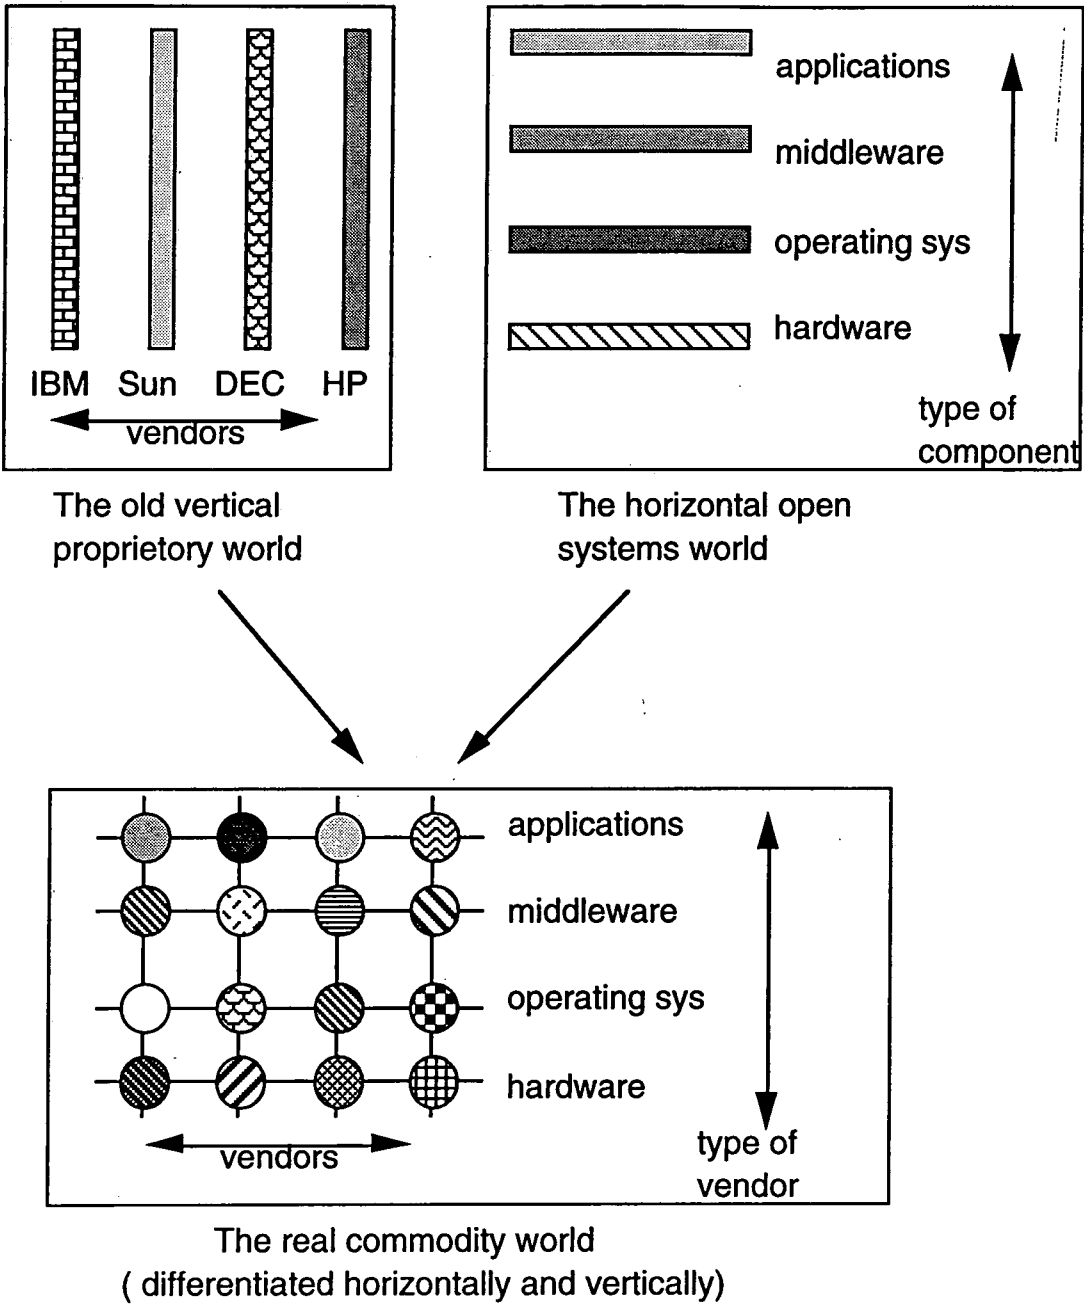 IBM Sun DEC HP
vendors
The old vertical
proprietory world
applications
middleware
operating sys
hardware
type of
component
The horizontal open
systems world
applications
middleware
operating sys
hardware
vendors
type of
vendor
The real commodity world
( differentiated horizontally and vertically)